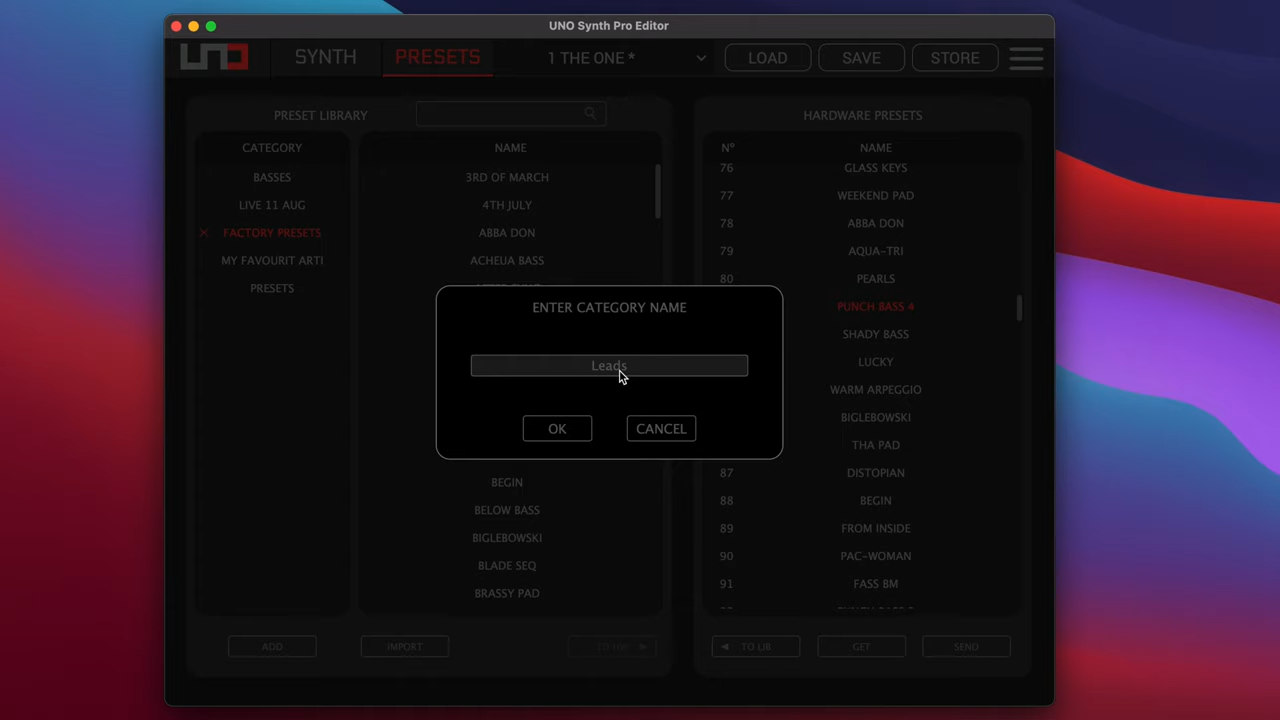 UNO Synth Pro Editor
UNO
SYNTH
PRESETS
1 THE ONE *
LOAD
SAVE
STORE
PRESET LIBRARY
CATEGORY
BASSES
LIVE 11 AUG
FACTORY PRESETS
MY FAVOURIT ARTI
PRESETS
NAME
3RD OF MARCH
4TH JULY
ABBA DON
BEGIN
BELOW BASS
BIGLEBOWSKI
BLADE SEQ
BRASSY PAD
ADD
IMPORT
ENTER CATEGORY NAME
Leads
OK
CANCEL
HARDWARE PRESETS
Nº NAME
76 GLASS KEYS
77 WEEKEND PAD
78 ABBA DON
79 AQUA-TRI
80 PEARLS
PUNCH BASS 4
SHADY BASS
LUCKY
WARM ARPEGGIO
BIGLEBOWSKI
THA PAD
87 DISTOPIAN
88 BEGIN
89 FROM INSIDE
90 PAC-WOMAN
91 FASS BM
◀ TO LIB
GET
SEND